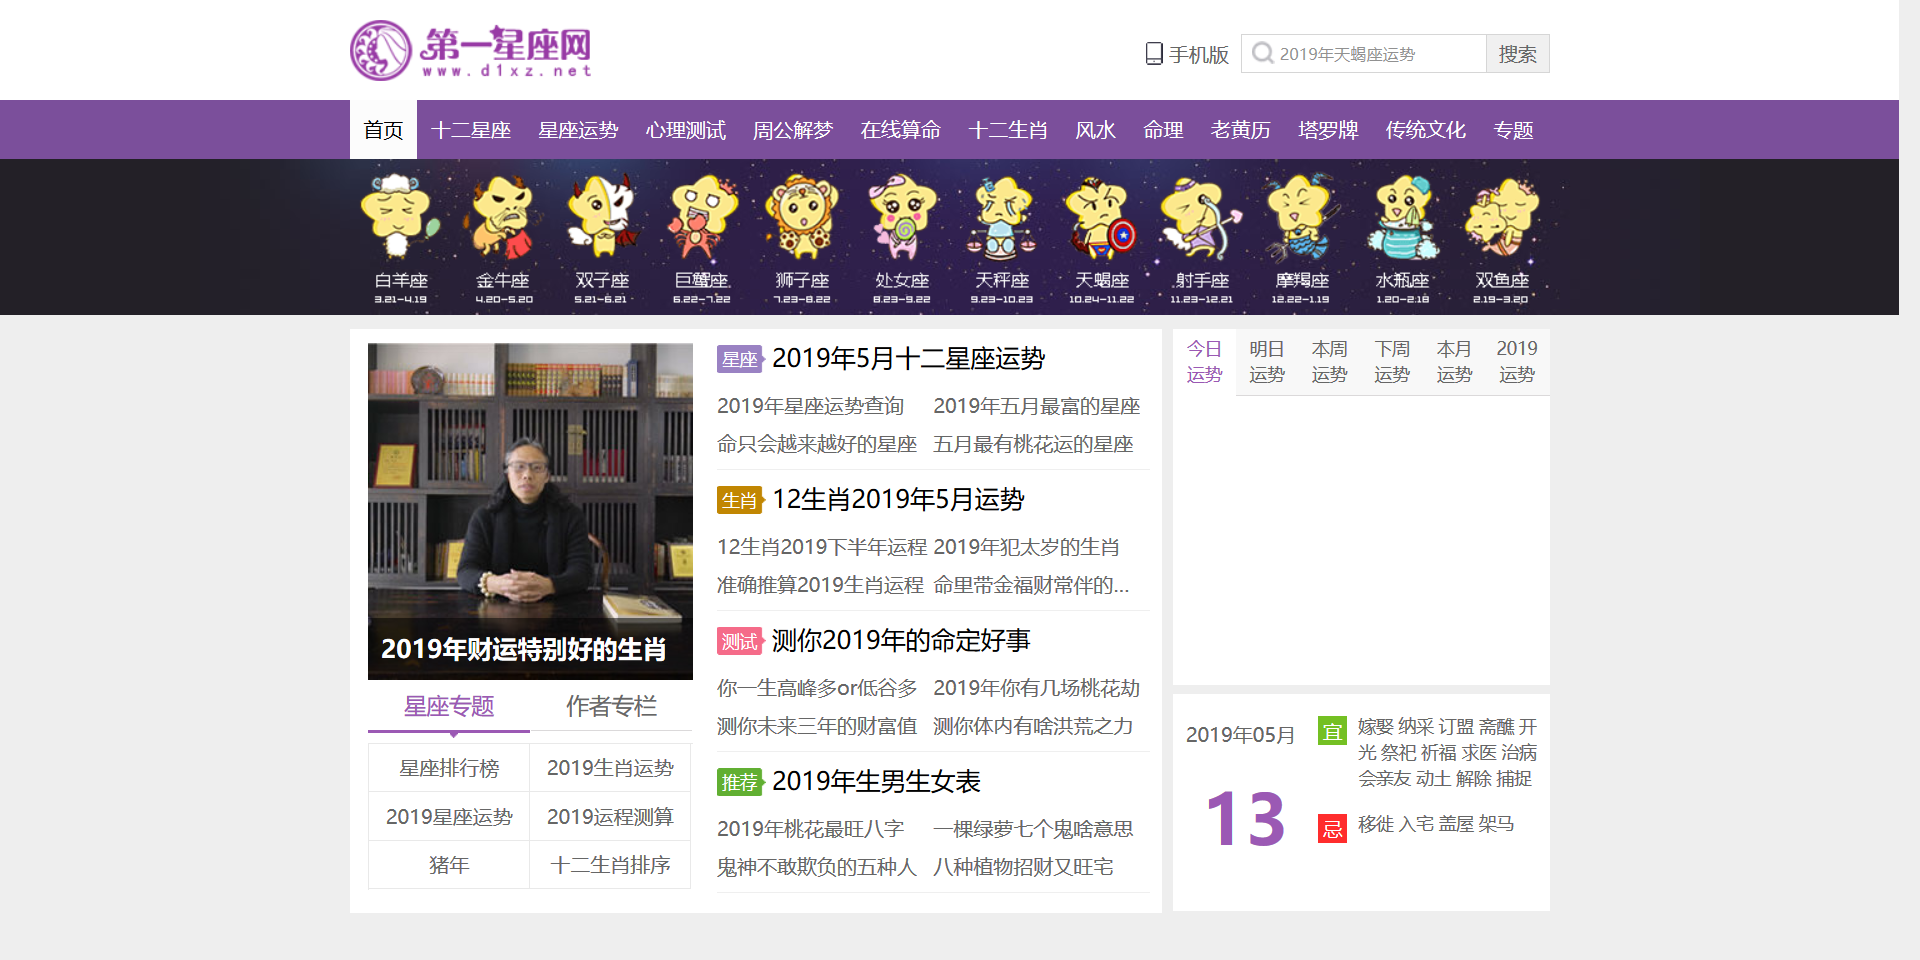 第一星座网
www.d1xz.net
手机版
2019年天蝎座运势
搜索
首页 十二星座 星座运势 心理测试 周公解梦 在线算命 十二生肖 风水 命理 老黄历 塔罗牌 传统文化 专题
白羊座 金牛座 双子座 巨蟹座 狮子座 处女座 天秤座 天蝎座 射手座 摩羯座 水瓶座 双鱼座
3.21-4.19 4.20-5.20 5.21-6.21 6.22-7.22 7.23-8.22 8.23-9.22 9.23-10.23 10.24-11.22 11.23-12.21 12.22-1.19 1.20-2.18 2.19-3.20
2019年财运特别好的生肖
星座专题 作者专栏
星座排行榜 2019生肖运势
2019星座运势 2019运程测算
猪年 十二生肖排序
星座 2019年5月十二星座运势
2019年星座运势查询 2019年五月最富的星座
命只会越来越好的星座 五月最有桃花运的星座
生肖 12生肖2019年5月运势
12生肖2019下半年运程 2019年犯太岁的生肖
准确推算2019生肖运程 命里带金福财常伴的...
测试 测你2019年的命定好事
你一生高峰多or低谷多 2019年你有几场桃花劫
测你未来三年的财富值 测你体内有啥洪荒之力
推荐 2019年生男生女表
2019年桃花最旺八字 一棵绿萝七个鬼啥意思
鬼神不敢欺负的五种人 八种植物招财又旺宅
今日 明日 本周 下周 本月 2019
运势 运势 运势 运势 运势 运势
2019年05月
13
宜 嫁娶 纳采 订盟 斋醮 开
光 祭祀 祈福 求医 治病
会亲友 动土 解除 捕捉
忌 移徙 入宅 盖屋 架马